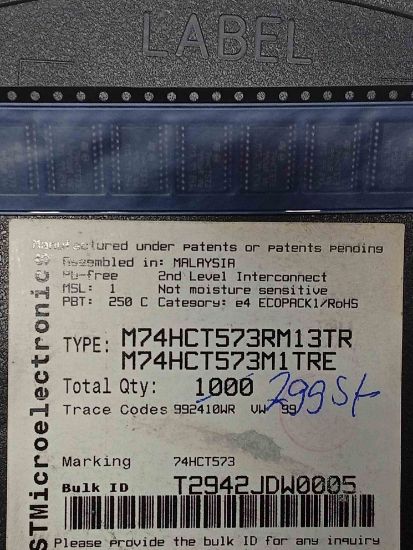 LABEL
STMicroelectronics
Manufactured under patents or patents pending
Assembled in: MALAYSIA
Pb-free 2nd Level Interconnect
MSL: 1 Not moisture sensitive
PBT: 250 C Category: e4 ECOPACK1/RoHS
TYPE: M74HCT573RM13TR
M74HCT573M1TRE
Total Qty: 1000 299 St
Trace Codes 992410WR VW 99
Marking 74HCT573
Bulk ID T2942JDW0005
Please provide the bulk ID for any inquiry